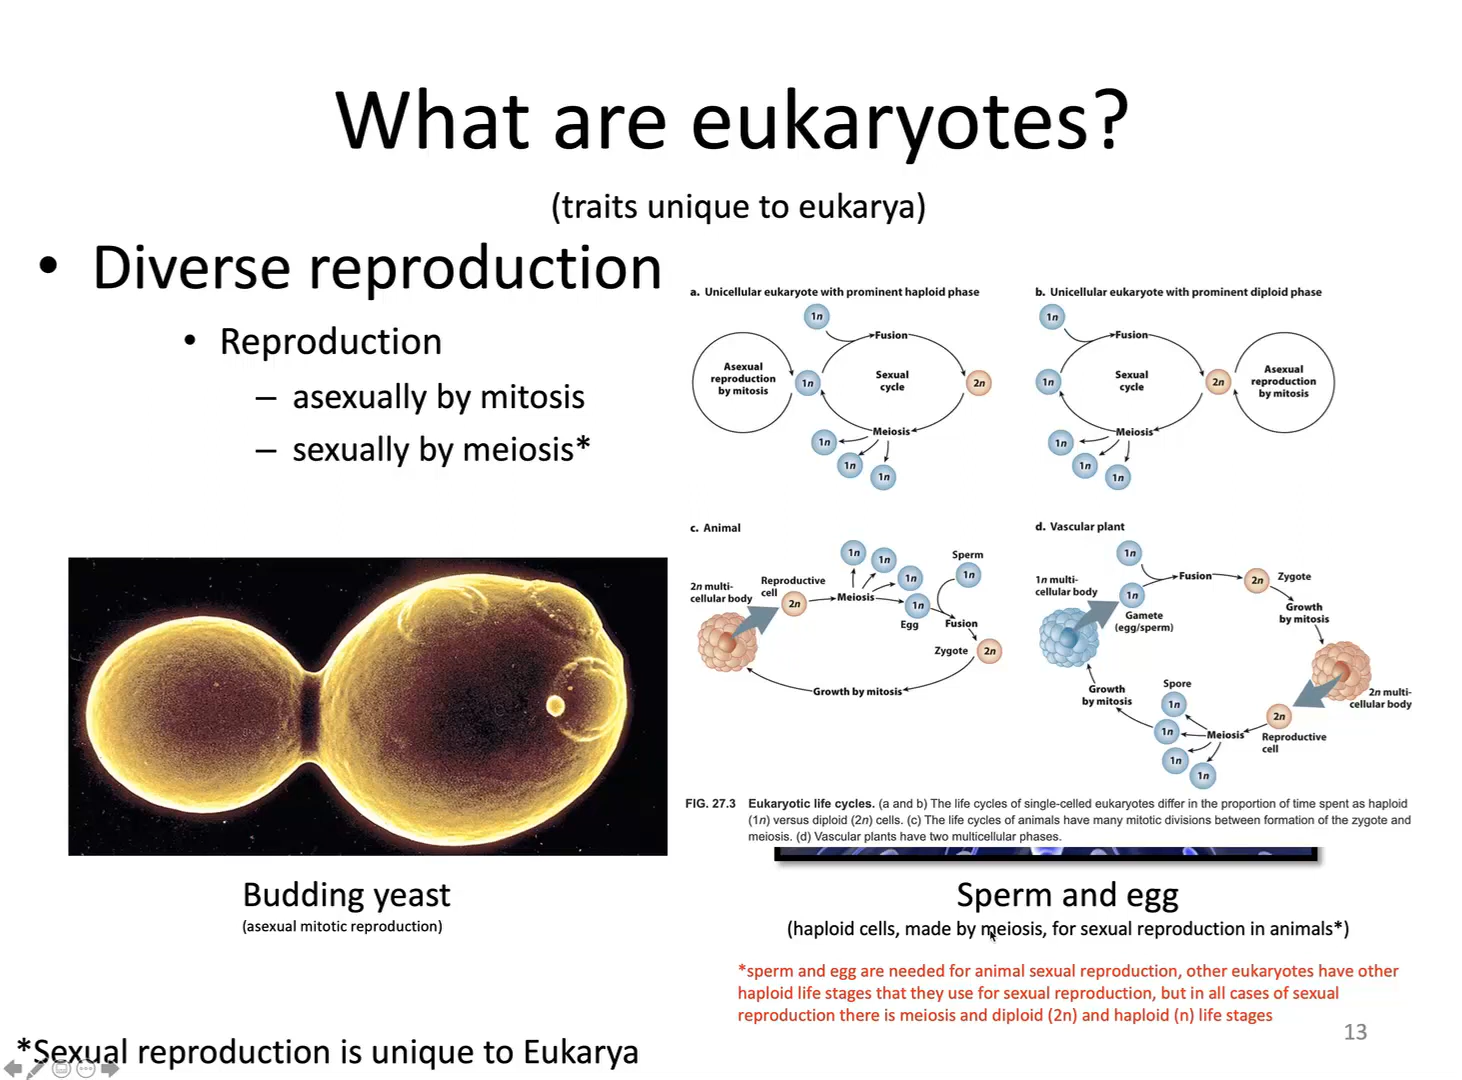 What are eukaryotes?
(traits unique to eukarya)
• Diverse reproduction
• Reproduction
– asexually by mitosis
– sexually by meiosis*
a. Unicellular eukaryote with prominent haploid phase
1n
Fusion
Asexual
reproduction
by mitosis
1n
Sexual
cycle
2n
Meiosis
1n
1n
1n
b. Unicellular eukaryote with prominent diploid phase
1n
Fusion
1n
Sexual
cycle
2n
Asexual
reproduction
by mitosis
Meiosis
1n
1n
1n
c. Animal
1n
1n
1n
Sperm
1n
2n multi-
cellular body
Reproductive
cell
2n
Meiosis
1n
Egg
Fusion
Zygote
2n
Growth by mitosis
d. Vascular plant
1n
1n multi-
cellular body
1n
Gamete
(egg/sperm)
Fusion
2n
Zygote
Growth
by mitosis
2n multi-
cellular body
2n
Reproductive
cell
Meiosis
Spore
1n
1n
1n
1n
Growth
by mitosis
FIG. 27.3 Eukaryotic life cycles. (a and b) The life cycles of single-celled eukaryotes differ in the proportion of time spent as haploid
(1n) versus diploid (2n) cells. (c) The life cycles of animals have many mitotic divisions between formation of the zygote and
meiosis. (d) Vascular plants have two multicellular phases.
Budding yeast
(asexual mitotic reproduction)
Sperm and egg
(haploid cells, made by meiosis, for sexual reproduction in animals*)
*sperm and egg are needed for animal sexual reproduction, other eukaryotes have other
haploid life stages that they use for sexual reproduction, but in all cases of sexual
reproduction there is meiosis and diploid (2n) and haploid (n) life stages
13
*Sexual reproduction is unique to Eukarya